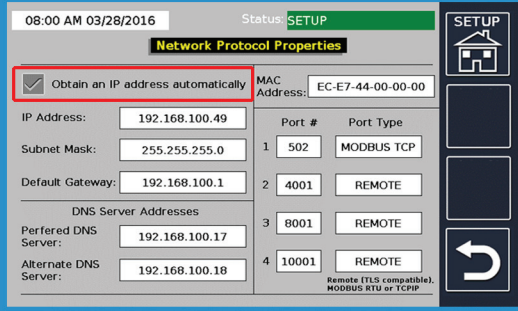 08:00 AM 03/28/2016
Status: SETUP
SETUP
Network Protocol Properties
Obtain an IP address automatically
MAC
Address: EC-E7-44-00-00-00
IP Address: 192.168.100.49
Subnet Mask: 255.255.255.0
Default Gateway: 192.168.100.1
DNS Server Addresses
Perfered DNS
Server: 192.168.100.17
Alternate DNS
Server: 192.168.100.18
Port # Port Type
1 502 MODBUS TCP
2 4001 REMOTE
3 8001 REMOTE
4 10001 REMOTE
Remote (TLS compatible),
MODBUS RTU or TCPIP